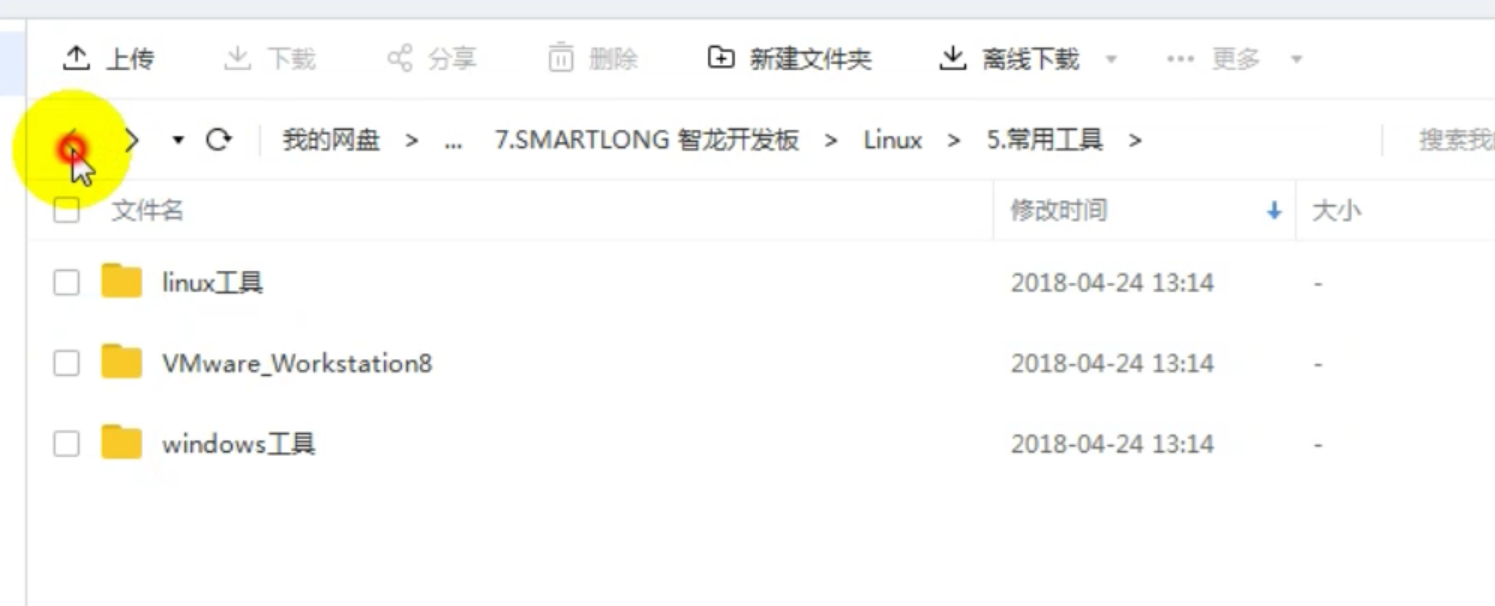 上传 下载 分享 删除 新建文件夹 离线下载 ... 更多
我的网盘 > ... 7.SMARTLONG 智龙开发板 > Linux > 5.常用工具 > 搜索我
文件名 修改时间 大小
linux工具 2018-04-24 13:14 -
VMware_Workstation8 2018-04-24 13:14 -
windows工具 2018-04-24 13:14 -